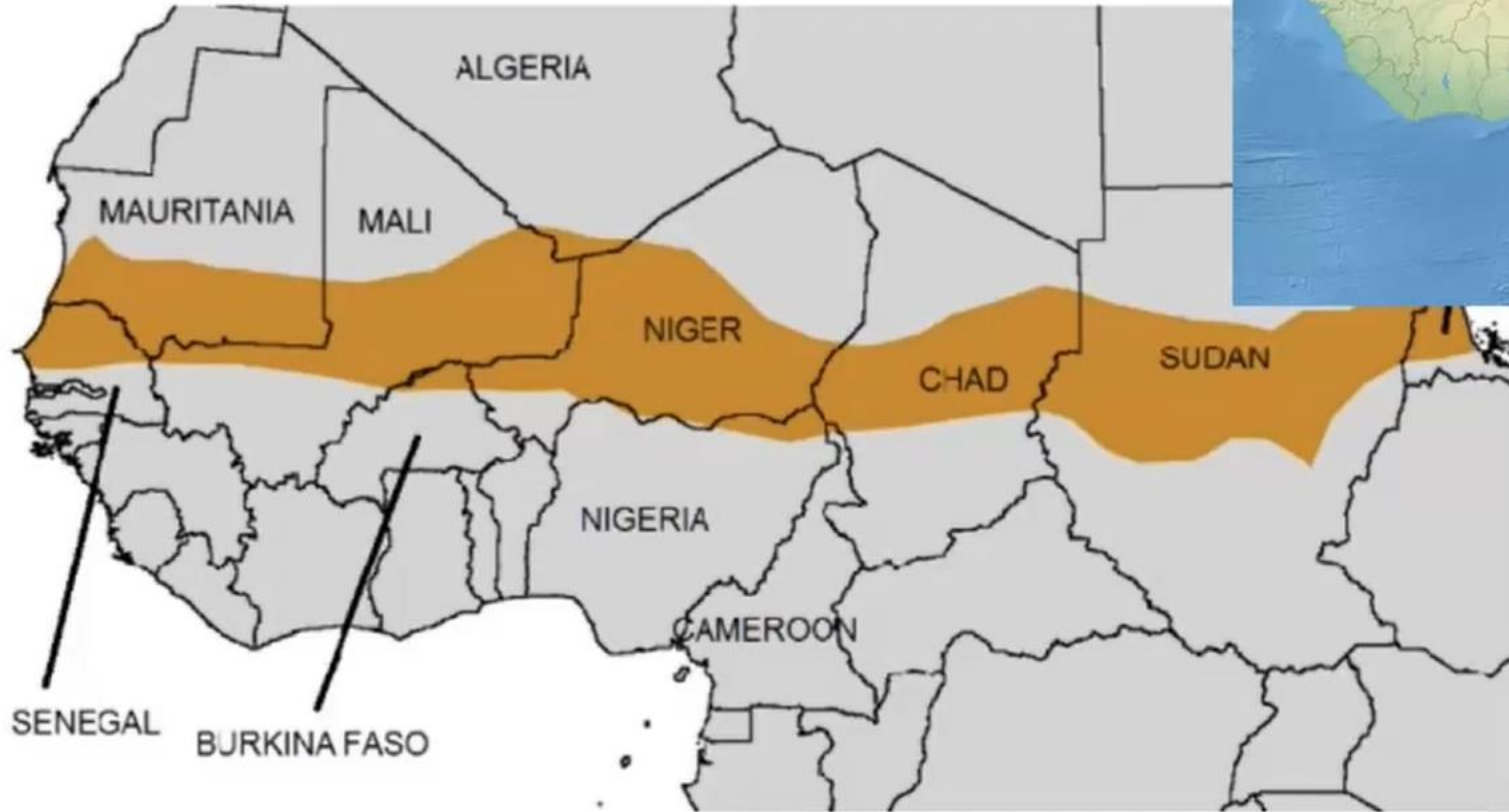 ALGERIA
MAURITANIA
MALI
NIGER
SUDAN
CHAD
NIGERIA
CAMEROON
SENEGAL
BURKINA FASO